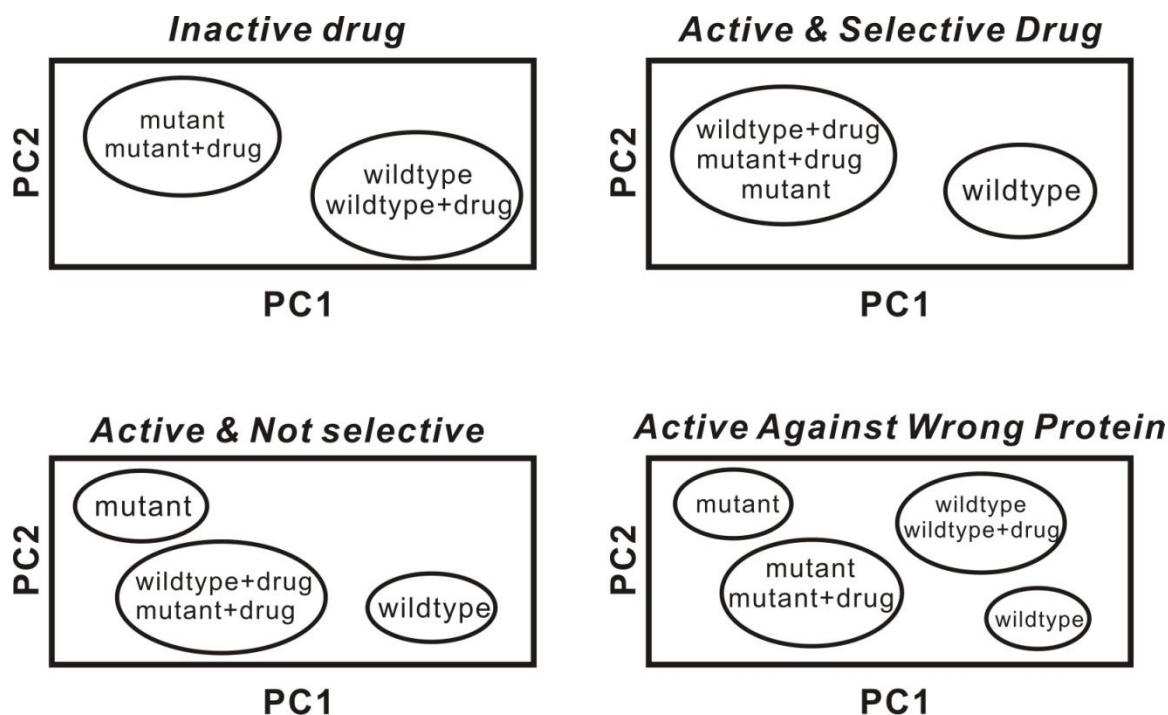 Inactive drug
PC2
mutant
mutant+drug
wildtype
wildtype+drug
PC1
Active & Selective Drug
PC2
wildtype+drug
mutant+drug
mutant
wildtype
PC1
Active & Not selective
PC2
mutant
wildtype+drug
mutant+drug
wildtype
PC1
Active Against Wrong Protein
PC2
mutant
wildtype
wildtype+drug
mutant
mutant+drug
wildtype
PC1